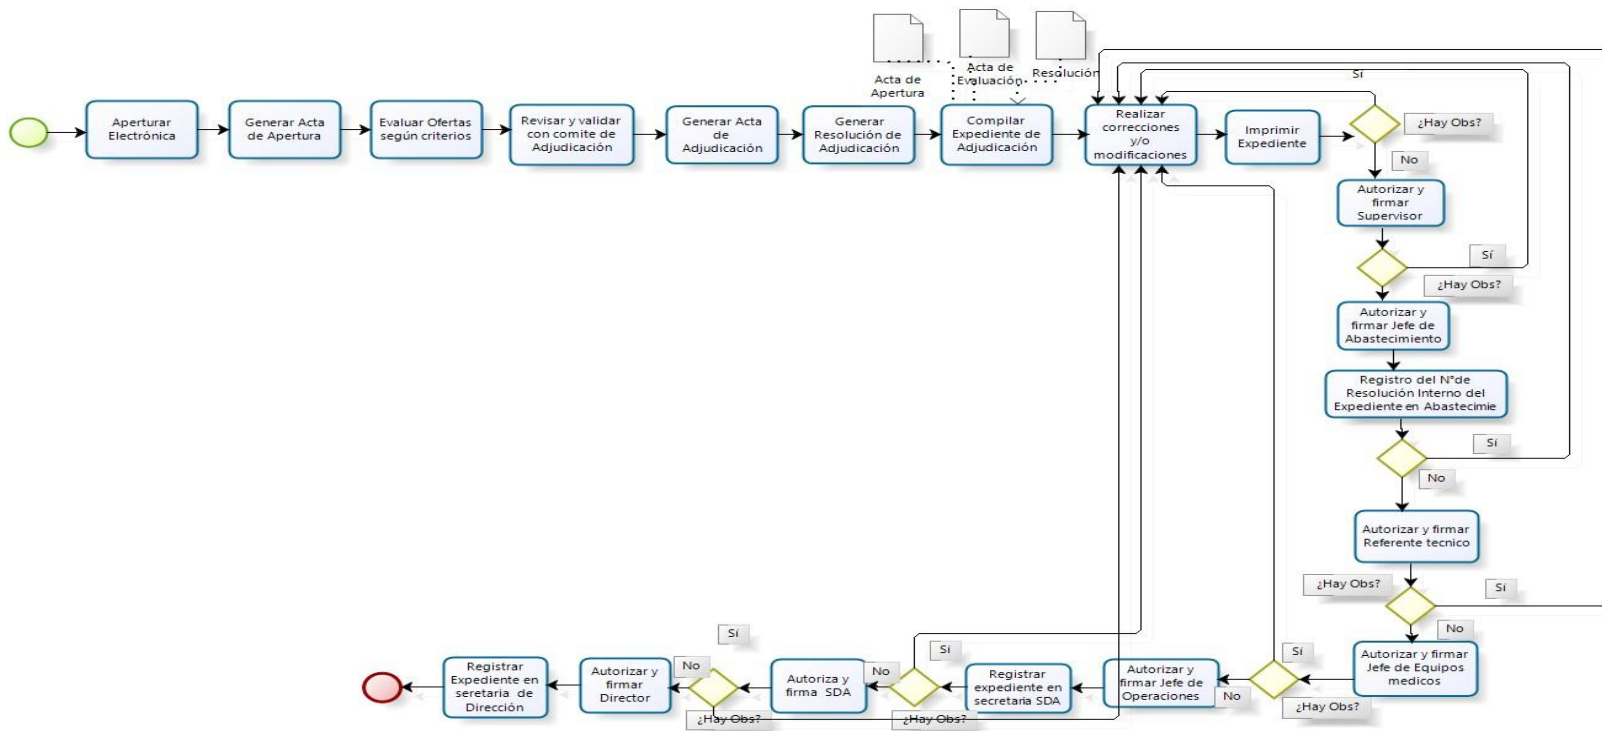 Acta de
Apertura
Acta de
Evaluación
Resolución
Sí
Aperturar
Electrónica
Generar Acta
de Apertura
Evaluar Ofertas
según criterios
Revisar y validar
con comite de
Adjudicación
Generar Acta
de
Adjudicación
Generar
Resolución de
Adjudicación
Compilar
Expediente de
Adjudicación
Realizar
correcciones
y/o
modificaciones
Imprimir
Expediente
¿Hay Obs?
No
Autorizar y
firmar
Supervisor
Sí
¿Hay Obs?
Autorizar y
firmar Jefe de
Abastecimiento
Registro del N°de
Resolución Interno del
Expediente en Abastecimie
Sí
No
Autorizar y firmar
Referente tecnico
¿Hay Obs?
Sí
No
Autorizar y firmar
Jefe de Equipos
medicos
Sí
¿Hay Obs?
No
Autorizar y
firmar Jefe de
Operaciones
Registrar
expediente en
secretaria SDA
Sí
No
¿Hay Obs?
Autoriza y
firma SDA
Sí
No
¿Hay Obs?
Autorizar y
firmar
Director
Registrar
Expediente en
seretaria de
Dirección